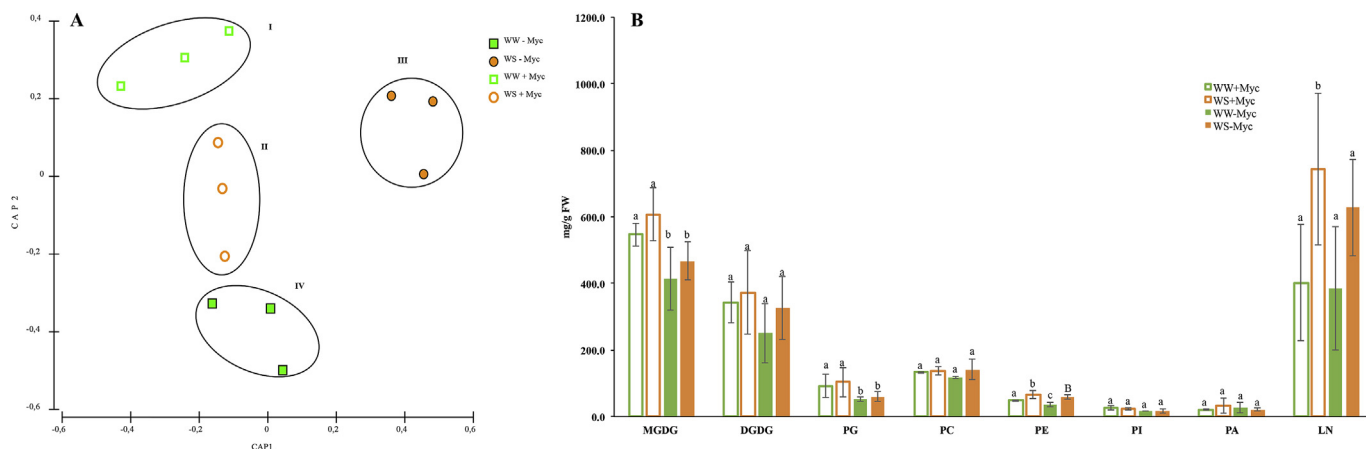 A
0,4
0,2
0
-0,2
-0,4
-0,6
CAP2
I
II
III
IV
WW - Myc
WS - Myc
WW + Myc
WS + Myc
-0,6 -0,4 -0,2 0 0,2 0,4 0,6
CAP1
B
1200.0
1000.0
800.0
600.0
400.0
200.0
0.0
mg/g FW
WW+Myc
WS+Myc
WW-Myc
WS-Myc
a a b b
a a a a
a a b b
a a a a
a b c B
a a a a
a a a a
a b a a
MGDG DGDG PG PC PE PI PA LN